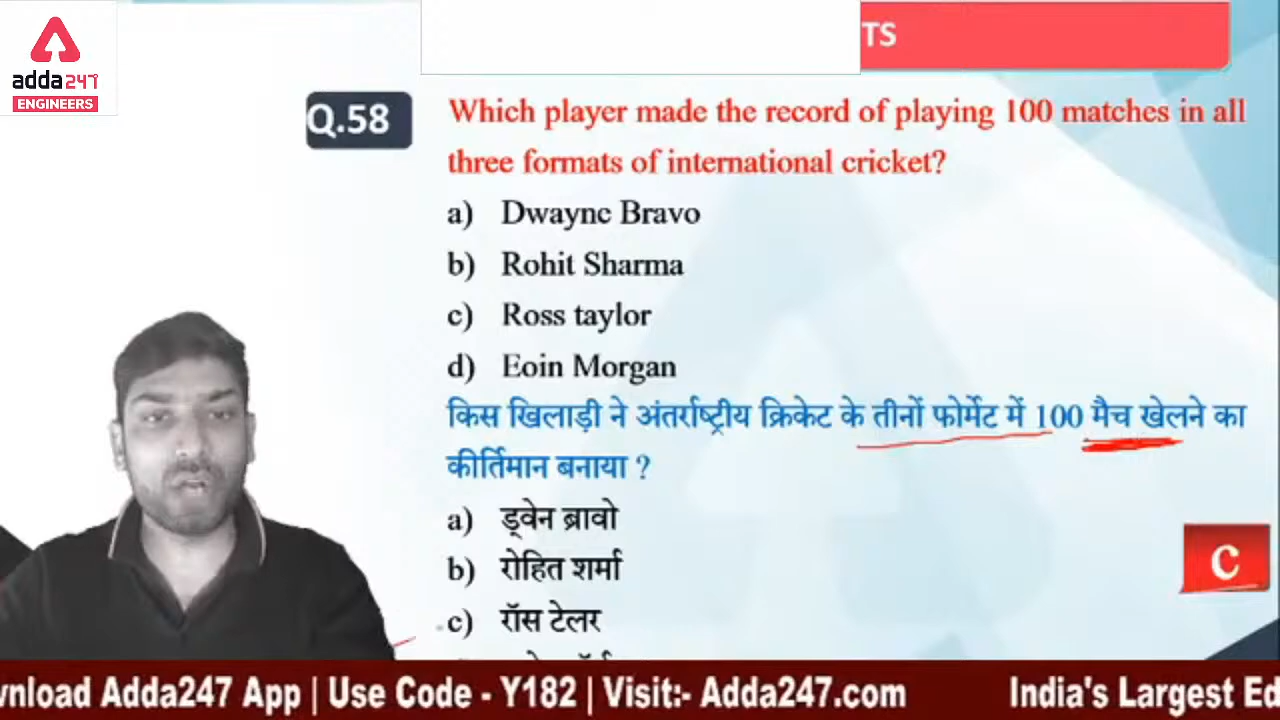 adda247
ENGINEERS
TS
Q.58
Which player made the record of playing 100 matches in all
three formats of international cricket?
a) Dwayne Bravo
b) Rohit Sharma
c) Ross taylor
d) Eoin Morgan
किस खिलाड़ी ने अंतर्राष्ट्रीय क्रिकेट के तीनों फोर्मेट में 100 मैच खेलने का
कीर्तिमान बनाया ?
a) ड्वेन ब्रावो
b) रोहित शर्मा
c) रॉस टेलर
C
wnload Adda247 App | Use Code - Y182 | Visit:- Adda247.com India's Largest Ed